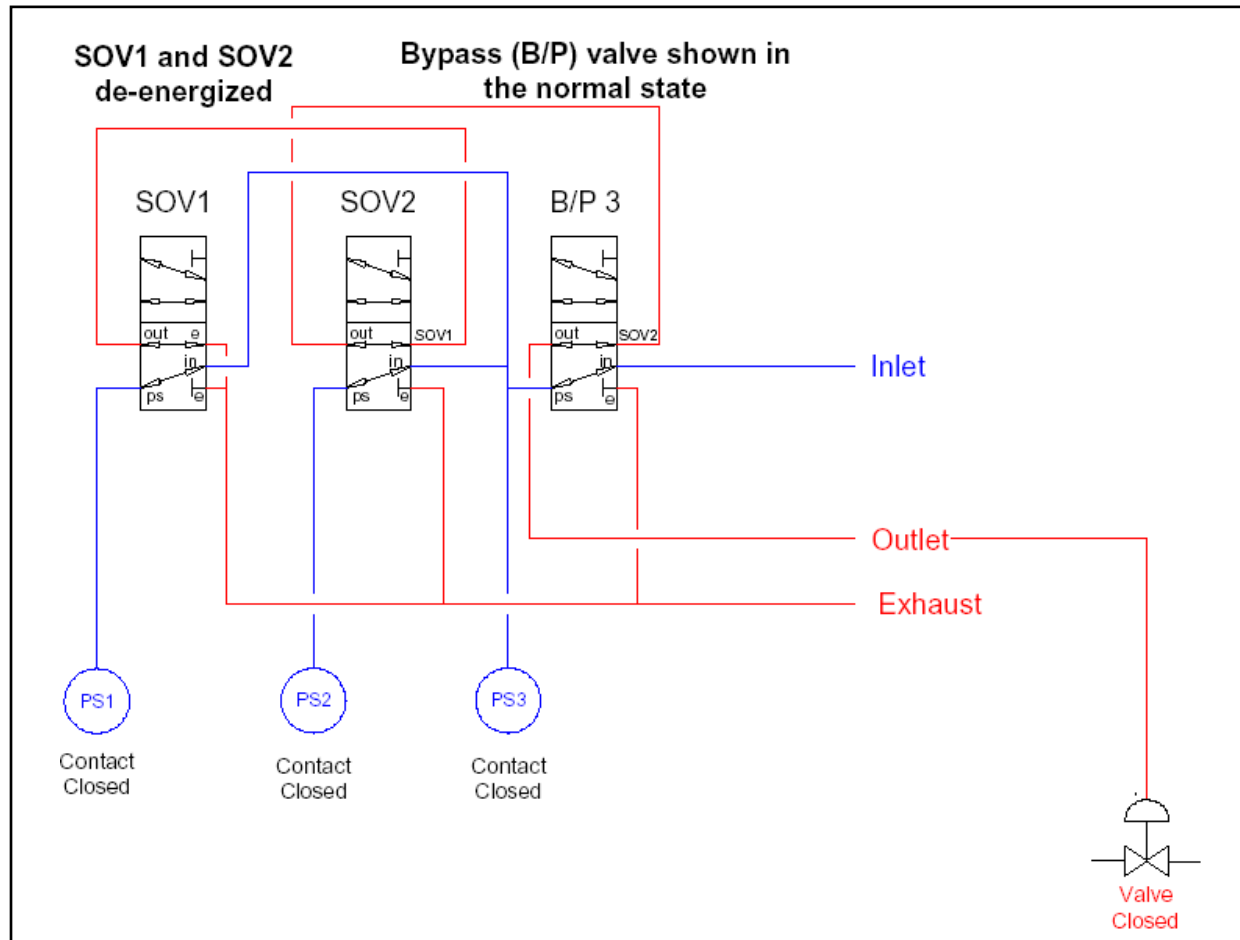 SOV1 and SOV2
de-energized
Bypass (B/P) valve shown in
the normal state
SOV1
SOV2
B/P 3
out e
in
ps e
out SOV1
in
ps e
out SOV2
in
ps e
Inlet
Outlet
Exhaust
PS1
PS2
PS3
Contact
Closed
Contact
Closed
Contact
Closed
Valve
Closed